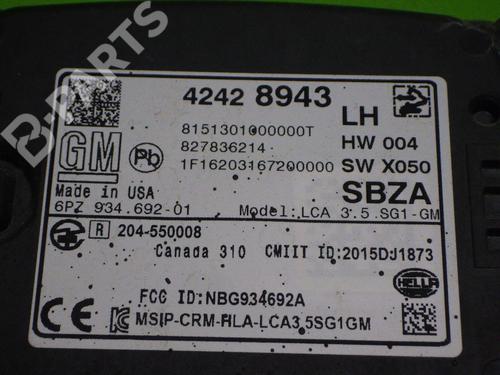 B-PARTS
4242 8943
LH
8151301000000T
GM
Pb
827836214
HW 004
1F16203167200000
SW X050
Made in USA
SBZA
6PZ 934.692-01
Model:LCA 3.5 SG1-GM
R 204-550008
Canada 310 CMIIT ID:2015DJ1873
FCC ID:NBG934692A
HELLA
CE MSIP-CRM-HLA-LCA3.5SG1GM